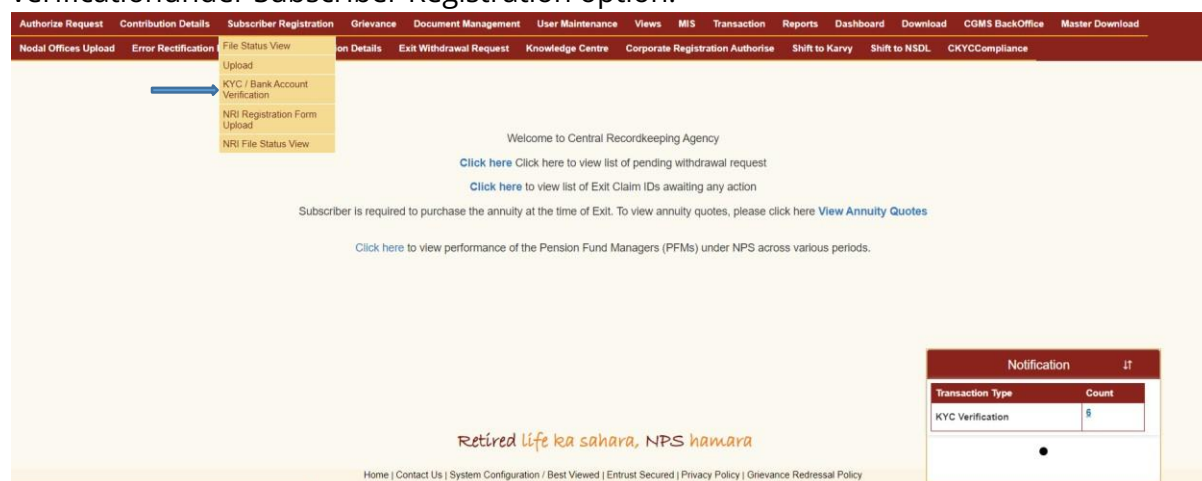 Verificationunder Subscriber Registration option.
Authorize Request Contribution Details Subscriber Registration Grievance Document Management User Maintenance Views MIS Transaction Reports Dashboard Download CGMS BackOffice Master Download
Nodal Offices Upload Error Rectification on Details Exit Withdrawal Request Knowledge Centre Corporate Registration Authorise Shift to Karvy Shift to NSDL CKYCCompliance
File Status View
Upload
KYC / Bank Account
Verification
NRI Registration Form
Upload
NRI File Status View
Welcome to Central Recordkeeping Agency
Click here Click here to view list of pending withdrawal request
Click here to view list of Exit Claim IDs awaiting any action
Subscriber is required to purchase the annuity at the time of Exit. To view annuity quotes, please click here View Annuity Quotes
Click here to view performance of the Pension Fund Managers (PFMs) under NPS across various periods.
Notification
Transaction Type Count
KYC Verification 6
Retired life ka sahara, NPS hamara
Home | Contact Us | System Configuration / Best Viewed | Entrust Secured | Privacy Policy | Grievance Redressal Policy